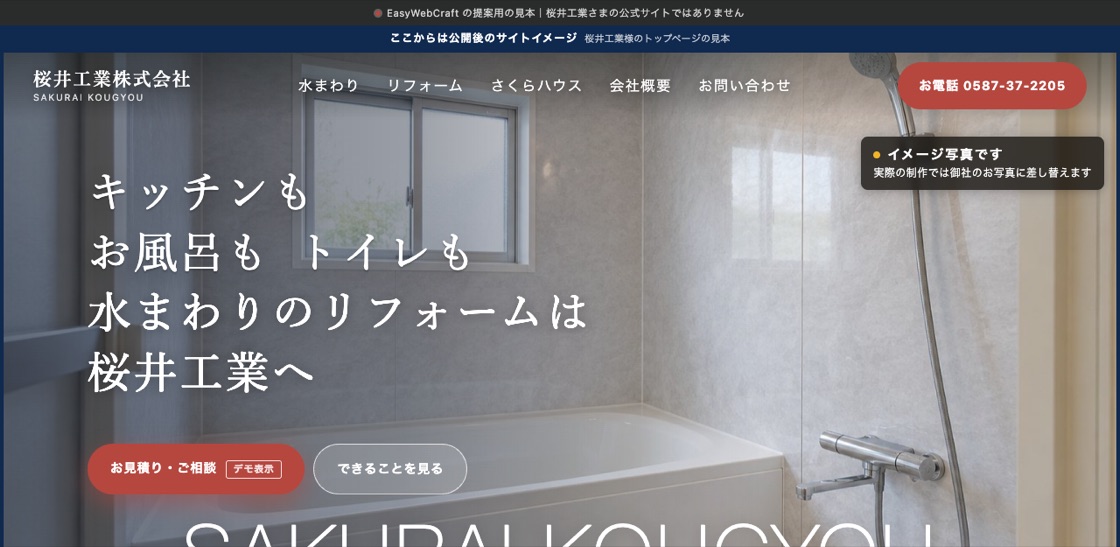 EasyWebCraft の提案用の見本｜桜井工業さまの公式サイトではありません
ここからは公開後のサイトイメージ 桜井工業様のトップページの見本
桜井工業株式会社
SAKURAI KOUGYOU
水まわり リフォーム さくらハウス 会社概要 お問い合わせ
お電話 0587-37-2205
イメージ写真です
実際の制作では御社のお写真に差し替えます
キッチンも
お風呂も トイレも
水まわりのリフォームは
桜井工業へ
お見積り・ご相談 デモ表示
できることを見る
SAKURAI KOUGYOU